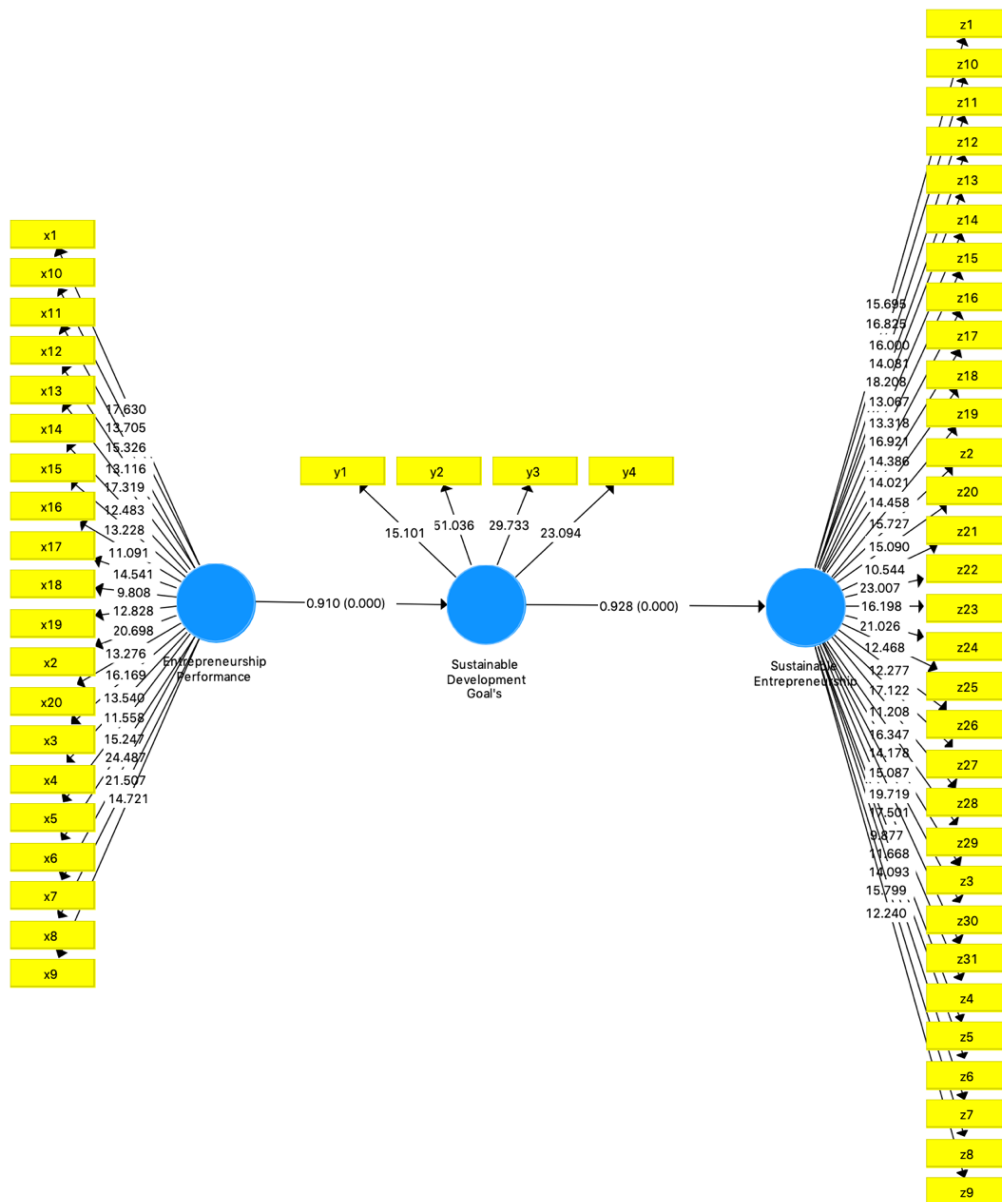 x1
x10
x11
x12
x13
x14
x15
x16
x17
x18
x19
x2
x20
x3
x4
x5
x6
x7
x8
x9
17.630
13.705
15.326
13.116
17.319
12.483
13.228
11.091
14.541
9.808
12.828
20.698
13.276
16.169
13.540
11.558
15.247
24.487
21.507
14.721
Entrepreneurship
Performance
0.910 (0.000)
y1
y2
y3
y4
15.101
51.036
29.733
23.094
Sustainable
Development
Goal's
0.928 (0.000)
Sustainable
Entrepreneurship
15.695
16.825
16.000
14.081
18.208
13.067
13.318
16.921
14.386
14.021
14.458
15.727
15.090
10.544
23.007
16.198
21.026
12.468
12.277
17.122
11.208
16.347
14.178
15.087
19.719
17.501
9.877
11.668
14.093
15.799
12.240
z1
z10
z11
z12
z13
z14
z15
z16
z17
z18
z19
z2
z20
z21
z22
z23
z24
z25
z26
z27
z28
z29
z3
z30
z31
z4
z5
z6
z7
z8
z9